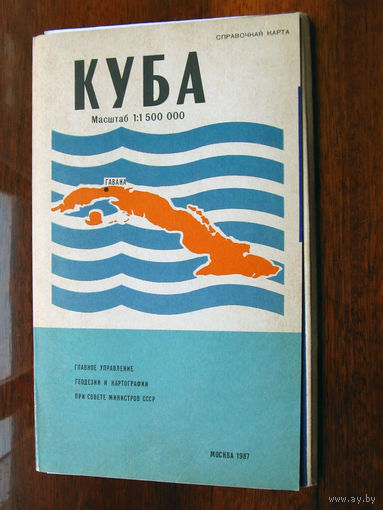 СПРАВОЧНАЯ КАРТА
КУБА
Масштаб 1:1 500 000
ГАВАНА
ГЛАВНОЕ УПРАВЛЕНИЕ
ГЕОДЕЗИИ И КАРТОГРАФИИ
ПРИ СОВЕТЕ МИНИСТРОВ СССР
МОСКВА 1987
www.ay.by